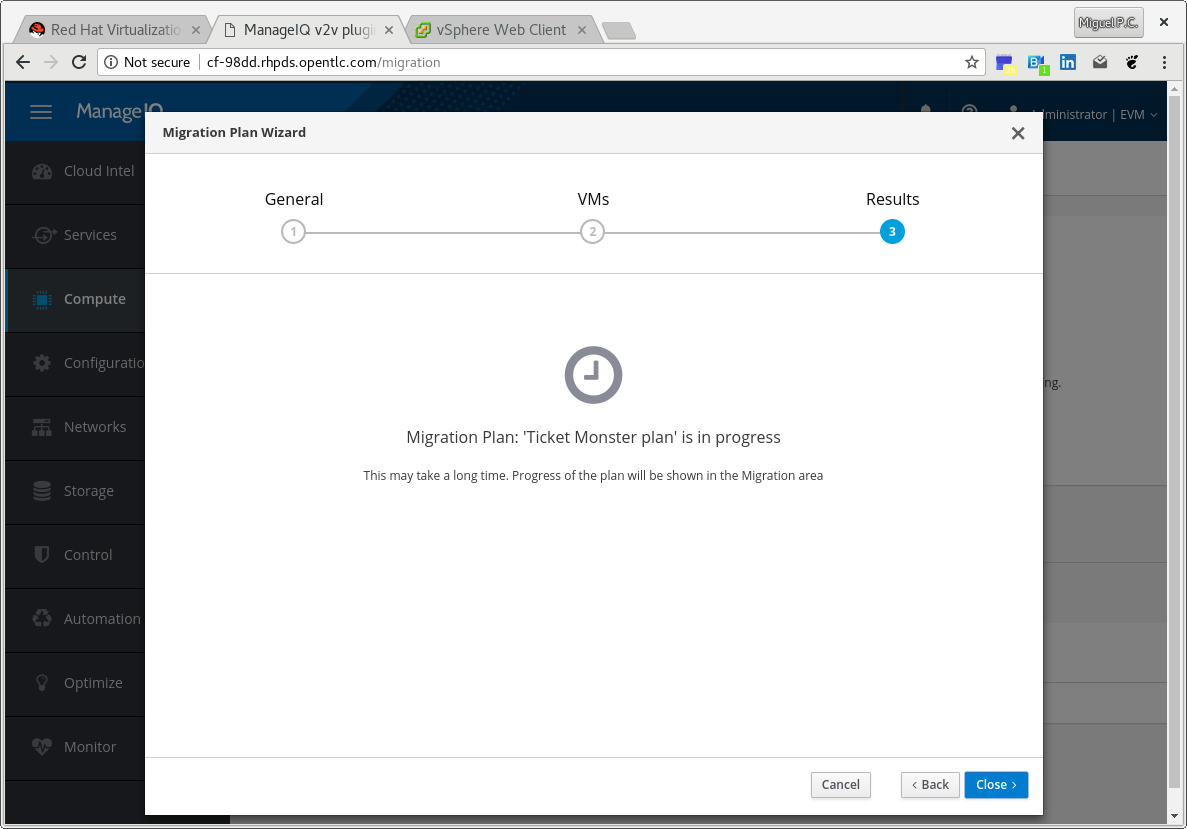 Miguel P.C.
Red Hat Virtualizatio
ManageIQ v2v plugi
vSphere Web Client
Not secure
cf-98dd.rhpds.opentlc.com/migration
B
1
in
ManageIQ
ministrator | EVM
Migration Plan Wizard
Cloud Intel
Services
Compute
Configuratio
Networks
Storage
Control
Automation
Optimize
Monitor
General
VMs
Results
1
2
3
ng.
Migration Plan: 'Ticket Monster plan' is in progress
This may take a long time. Progress of the plan will be shown in the Migration area
Cancel
‹ Back
Close ›